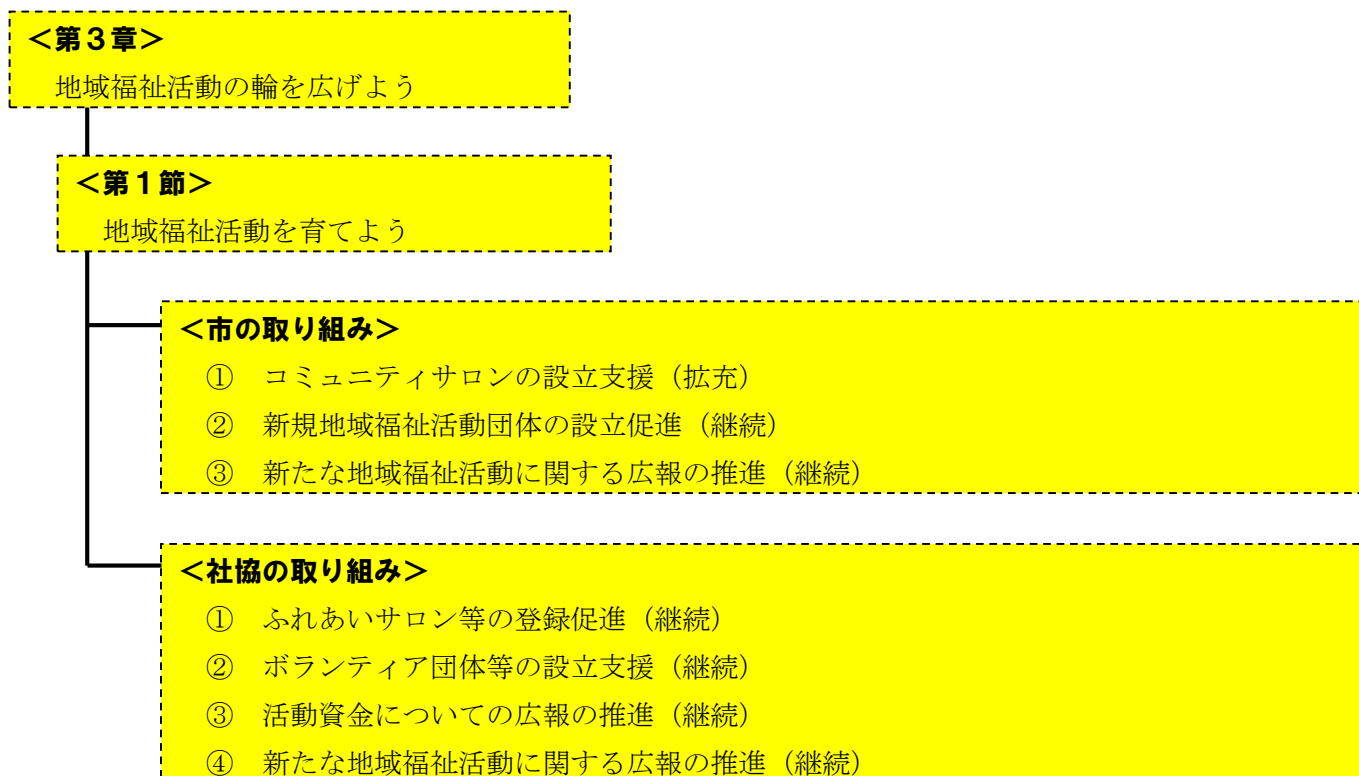 ＜第３章＞
地域福祉活動の輪を広げよう
＜第１節＞
地域福祉活動を育てよう
＜市の取り組み＞
① コミュニティサロンの設立支援（拡充）
② 新規地域福祉活動団体の設立促進（継続）
③ 新たな地域福祉活動に関する広報の推進（継続）
＜社協の取り組み＞
① ふれあいサロン等の登録促進（継続）
② ボランティア団体等の設立支援（継続）
③ 活動資金についての広報の推進（継続）
④ 新たな地域福祉活動に関する広報の推進（継続）